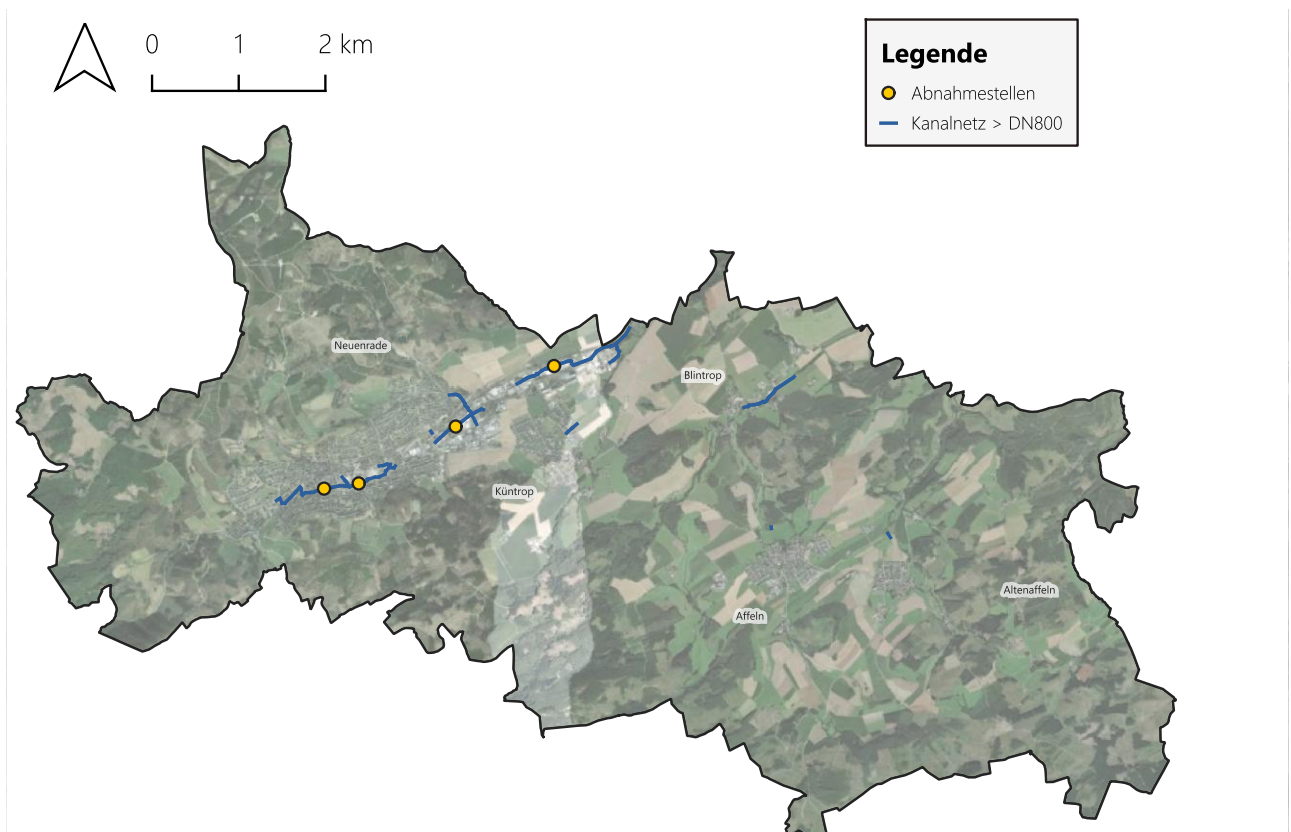 0 1 2 km
Legende
Abnahmestellen
Kanalnetz > DN800
Neuenrade
Blintrop
Küntrop
Altenaffeln
Affeln